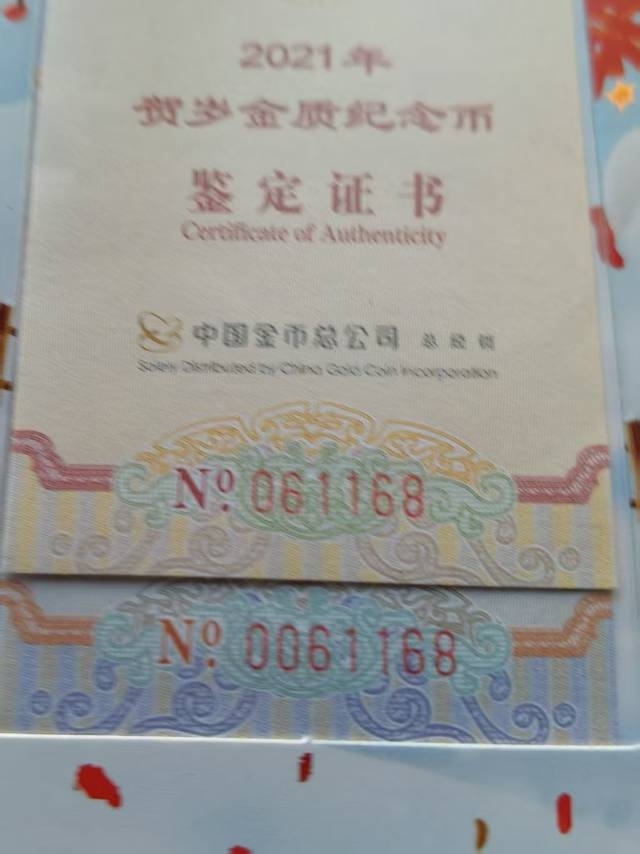 2021年
贺岁金质纪念币
鉴定证书
Certificate of Authenticity
中国金币总公司 总经销
Solely Distributed by China Gold Coin Incorporation
Nº 061168
Nº 0061168